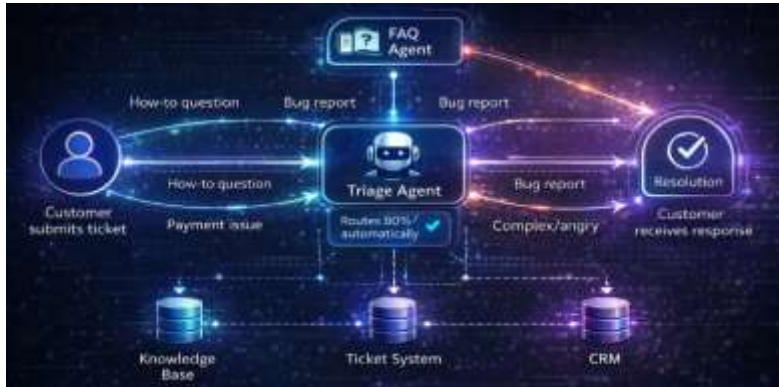 FAQ
Agent
How-to question
Bug report
Bug report
How-to question
Triage Agent
Bug report
Resolution
Customer
submits ticket
Payment issue
Routes 80%/
automatically
Complex/angry
Customer
receives response
Knowledge
Base
Ticket System
CRM